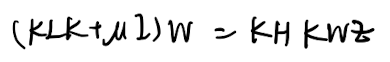 (KLK+μI)W = KHKWZ